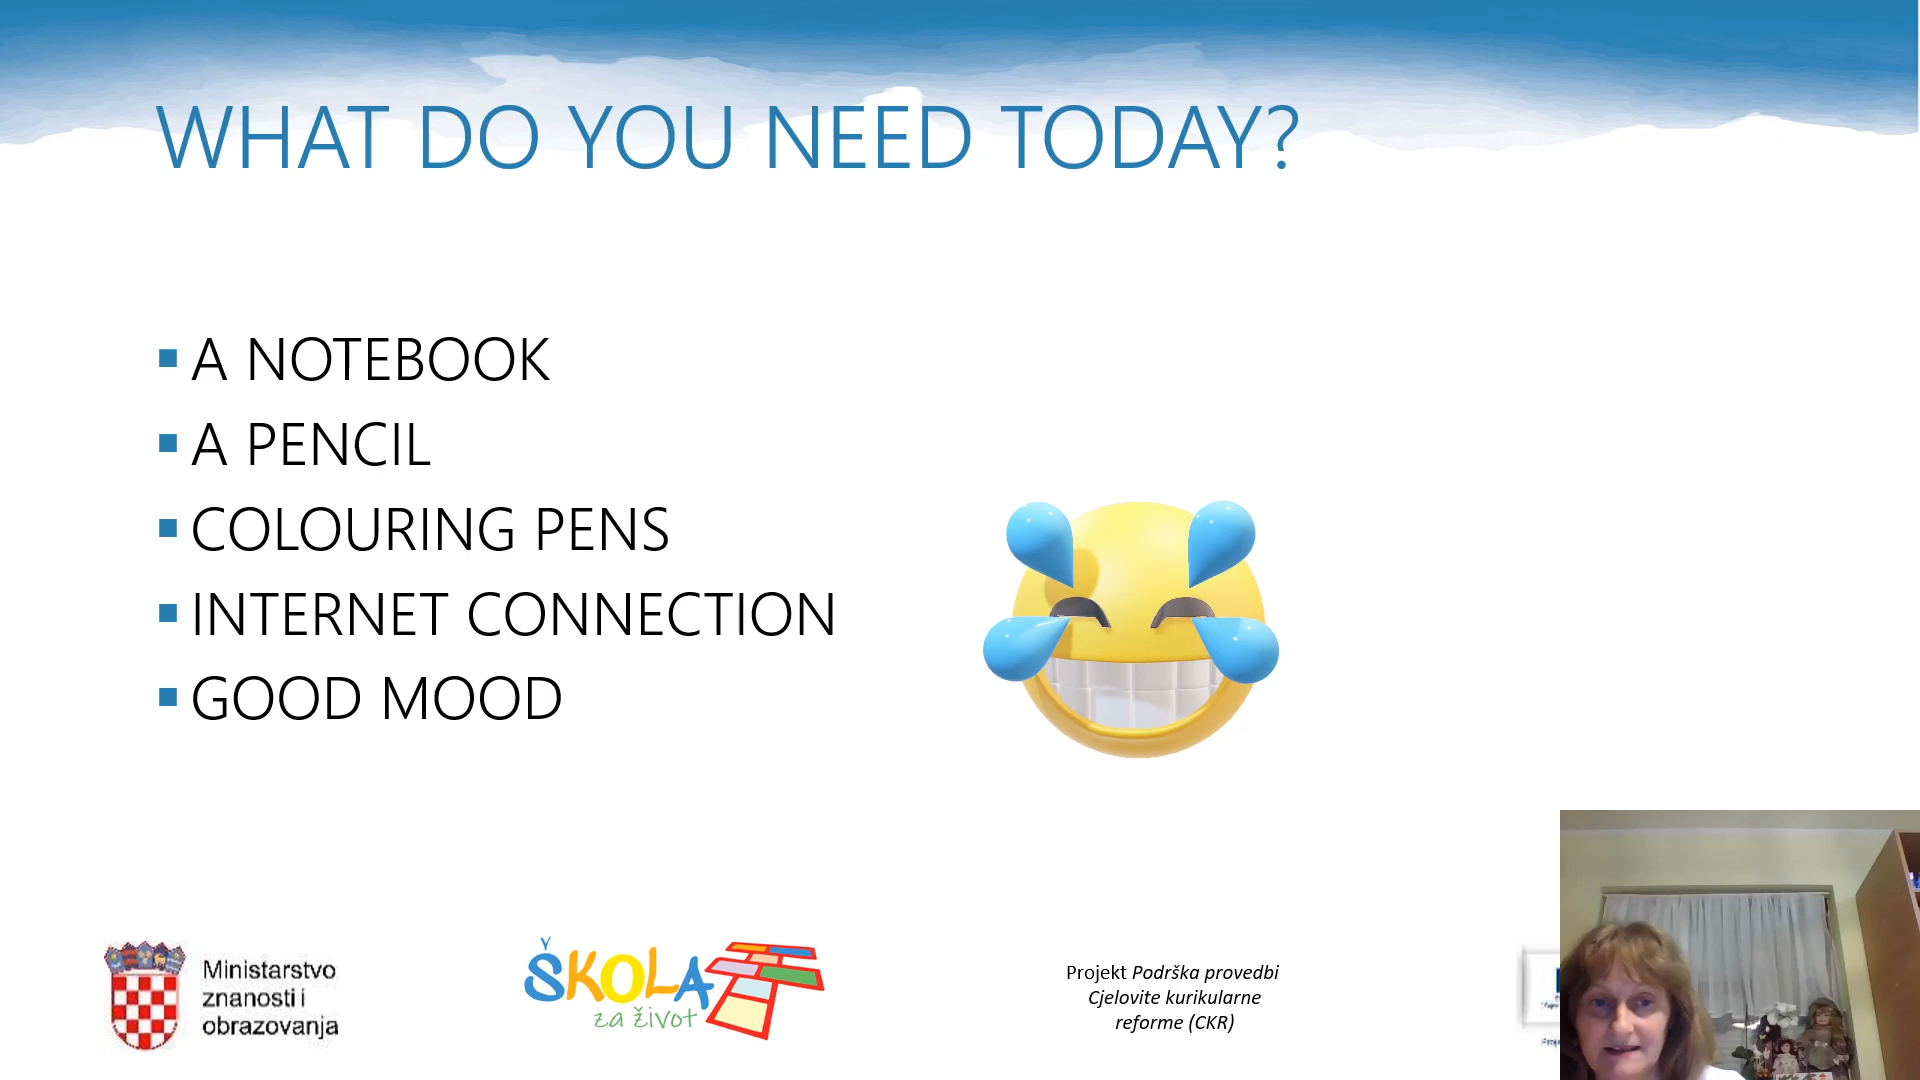 WHAT DO YOU NEED TODAY?
A NOTEBOOK
A PENCIL
COLOURING PENS
INTERNET CONNECTION
GOOD MOOD
Ministarstvo
znanosti i
obrazovanja
ŠKOLA
za život
Projekt Podrška provedbi
Cjelovite kurikularne
reforme (CKR)